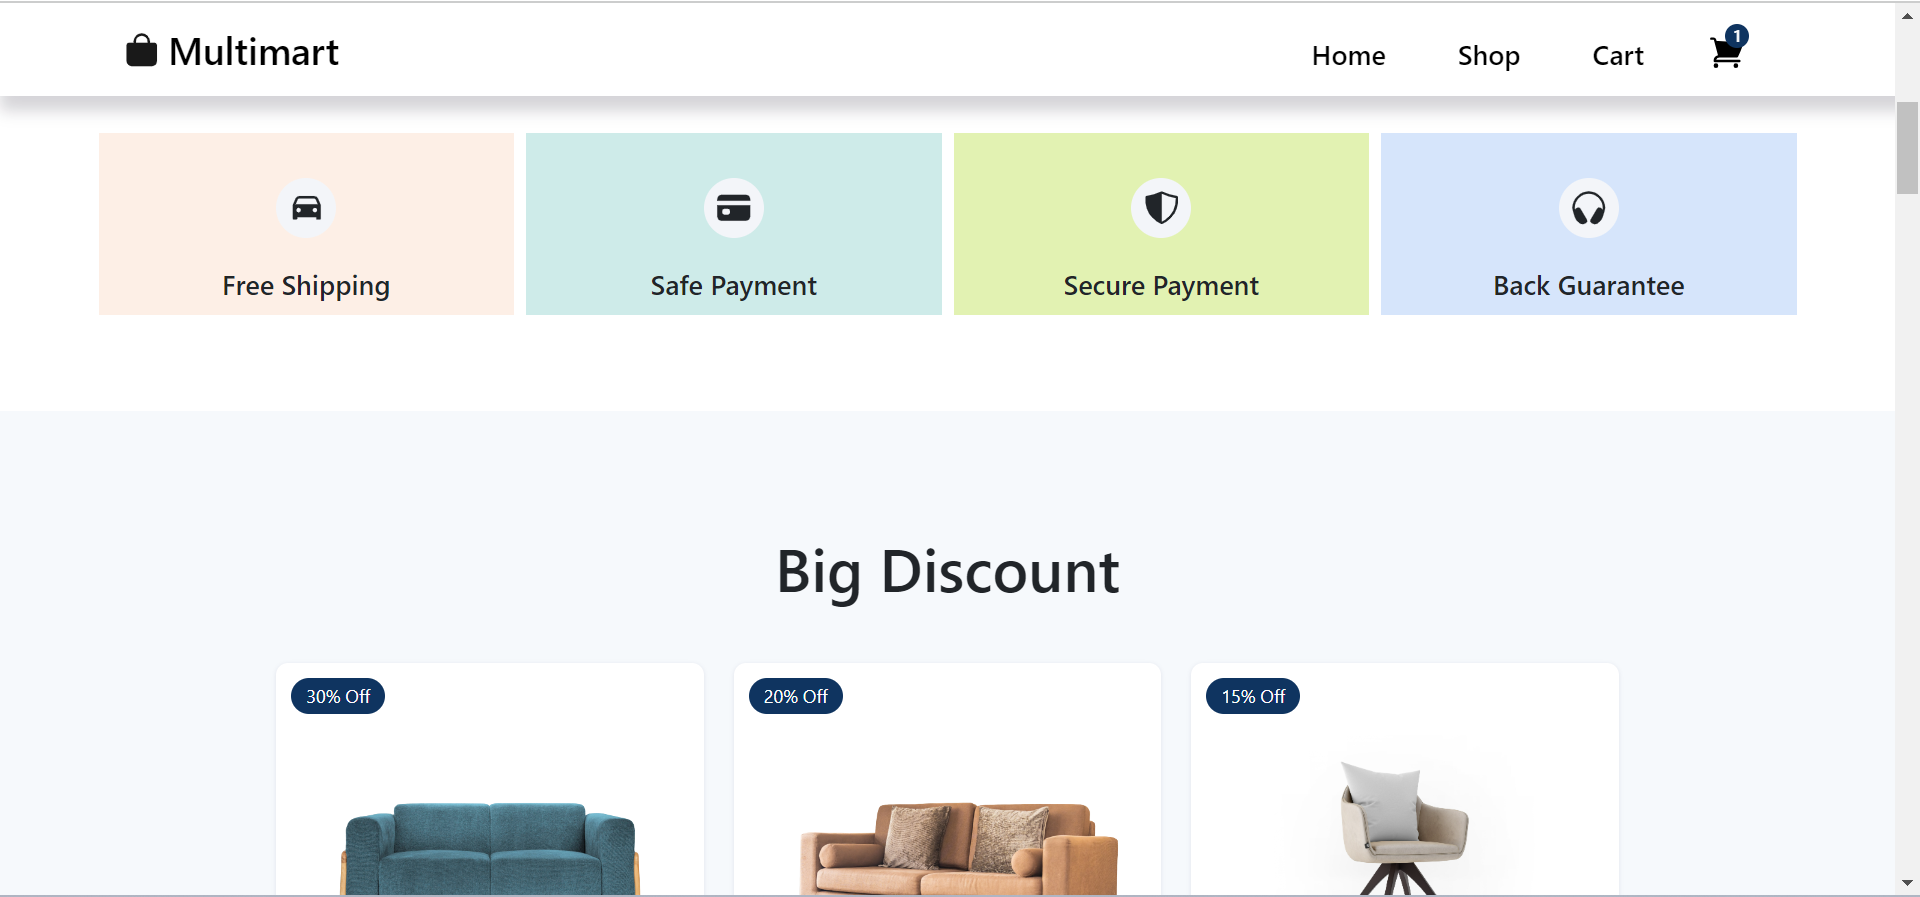 Multimart
Home
Shop
Cart
1
Free Shipping
Safe Payment
Secure Payment
Back Guarantee
Big Discount
30% Off
20% Off
15% Off